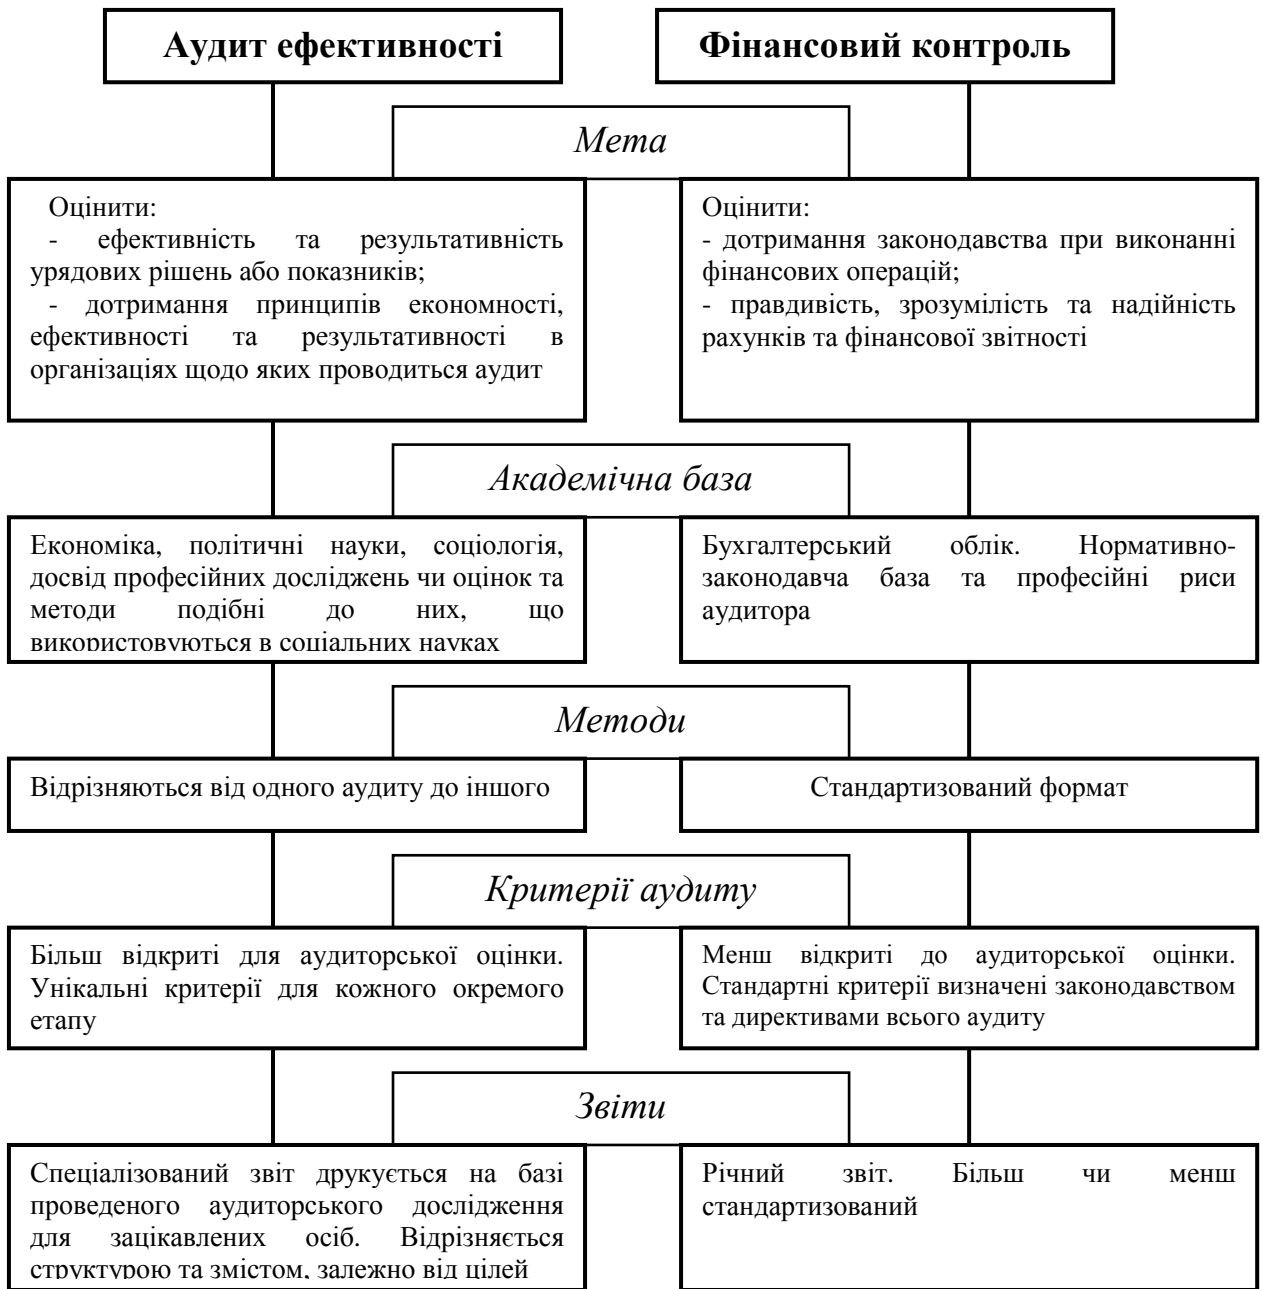 Аудит ефективності
Фінансовий контроль
Мета
Оцінити:
- ефективність та результативність
урядових рішень або показників;
- дотримання принципів економності,
ефективності та результативності в
організаціях щодо яких проводиться аудит
Оцінити:
- дотримання законодавства при виконанні
фінансових операцій;
- правдивість, зрозумілість та надійність
рахунків та фінансової звітності
Академічна база
Економіка, політичні науки, соціологія,
досвід професійних досліджень чи оцінок та
методи подібні до них, що
використовуються в соціальних науках
Бухгалтерський облік. Нормативно-
законодавча база та професійні риси
аудитора
Методи
Відрізняються від одного аудиту до іншого
Стандартизований формат
Критерії аудиту
Більш відкриті для аудиторської оцінки.
Унікальні критерії для кожного окремого
етапу
Менш відкриті до аудиторської оцінки.
Стандартні критерії визначені законодавством
та директивами всього аудиту
Звіти
Спеціалізований звіт друкується на базі
проведеного аудиторського дослідження
для зацікавлених осіб. Відрізняється
структурою та змістом, залежно від цілей
Річний звіт. Більш чи менш
стандартизований